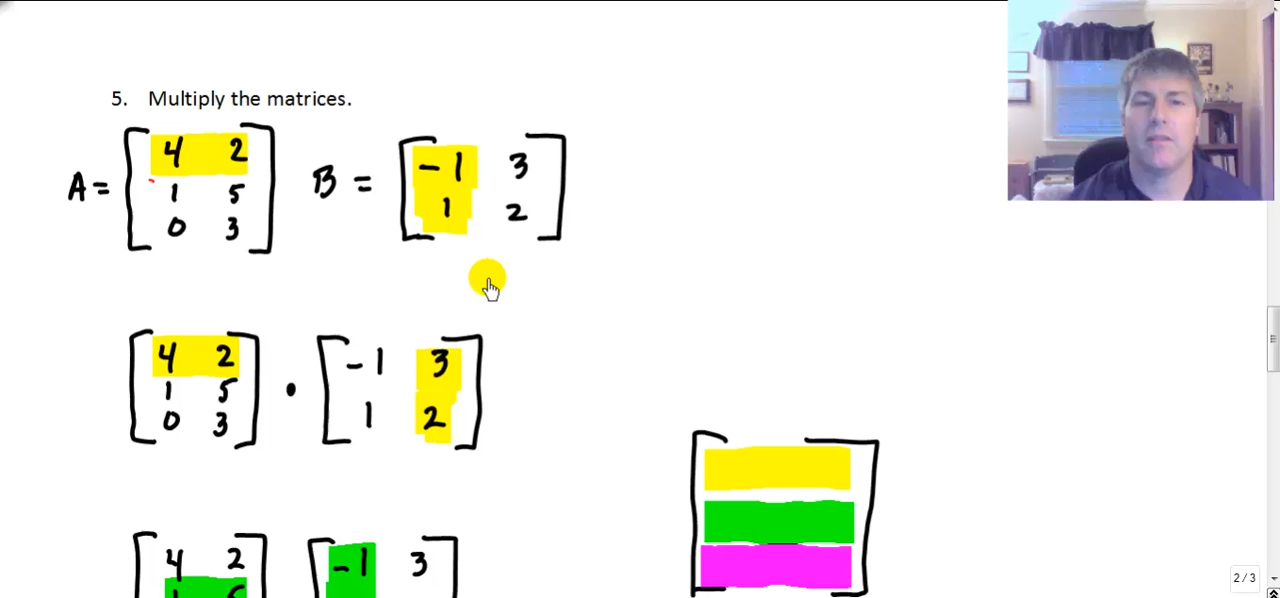 5. Multiply the matrices.
A = [ 4 2 B = [ -1 3
1 5 1 2 ]
0 3 ]
[ 4 2 [ -1 3
1 5 • 1 2 ]
0 3 ]
[ 4 2 [ -1 3
2/3